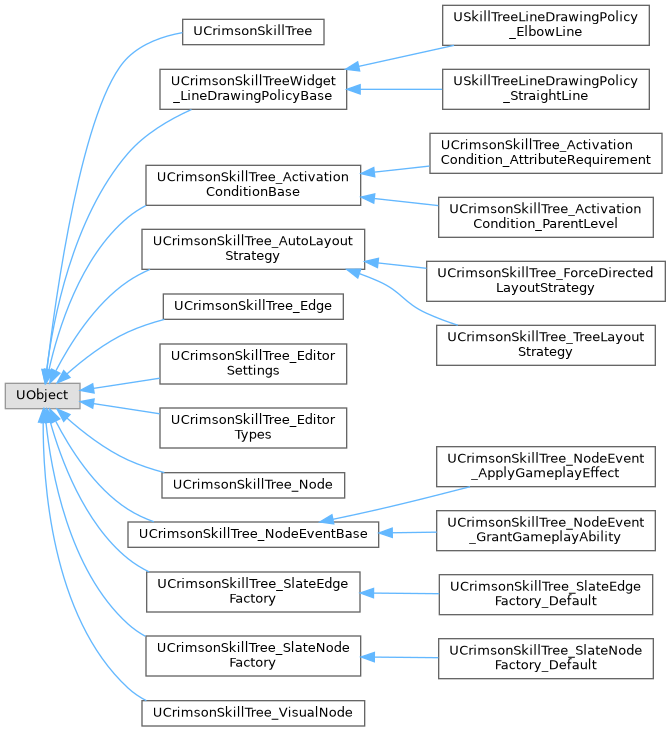 UObject
UCrimsonSkillTree
UCrimsonSkillTreeWidget
_LineDrawingPolicyBase
USkillTreeLineDrawingPolicy
_ElbowLine
USkillTreeLineDrawingPolicy
_StraightLine
UCrimsonSkillTree_Activation
ConditionBase
UCrimsonSkillTree_Activation
Condition_AttributeRequirement
UCrimsonSkillTree_Activation
Condition_ParentLevel
UCrimsonSkillTree_AutoLayout
Strategy
UCrimsonSkillTree_ForceDirected
LayoutStrategy
UCrimsonSkillTree_TreeLayout
Strategy
UCrimsonSkillTree_Edge
UCrimsonSkillTree_Editor
Settings
UCrimsonSkillTree_Editor
Types
UCrimsonSkillTree_Node
UCrimsonSkillTree_NodeEventBase
UCrimsonSkillTree_NodeEvent
_ApplyGameplayEffect
UCrimsonSkillTree_NodeEvent
_GrantGameplayAbility
UCrimsonSkillTree_SlateEdge
Factory
UCrimsonSkillTree_SlateEdge
Factory_Default
UCrimsonSkillTree_SlateNode
Factory
UCrimsonSkillTree_SlateNode
Factory_Default
UCrimsonSkillTree_VisualNode